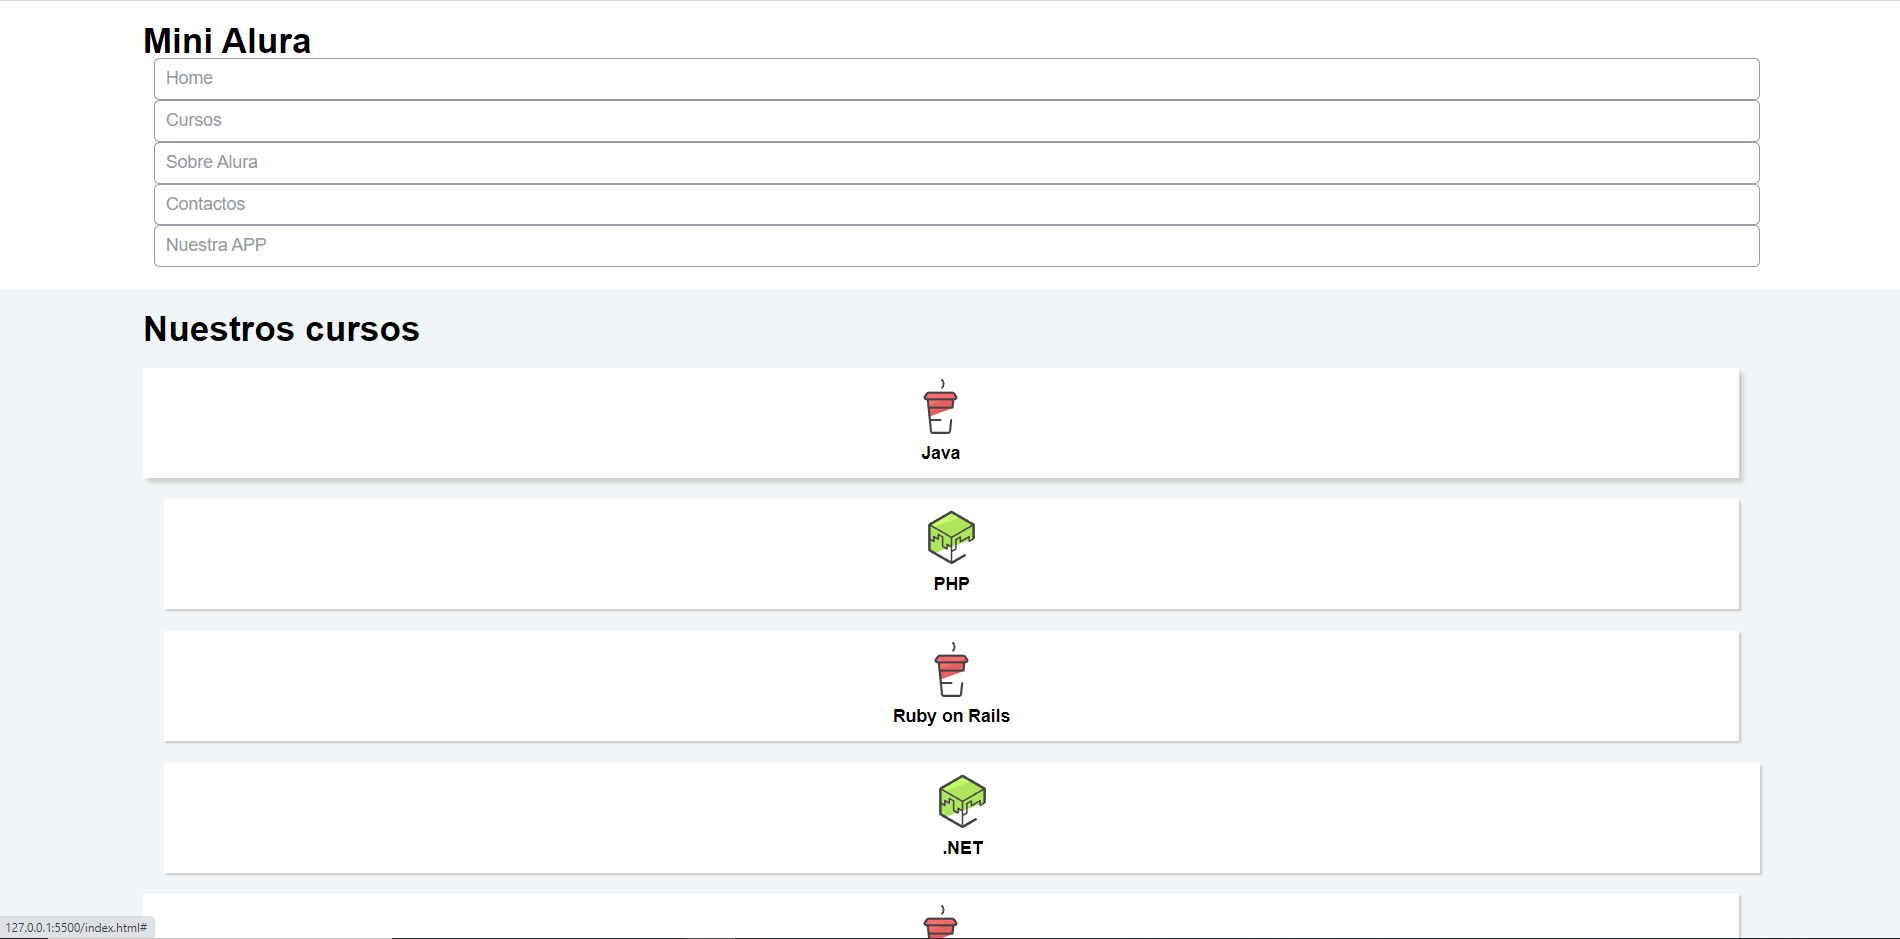 Mini Alura
Home
Cursos
Sobre Alura
Contactos
Nuestra APP
Nuestros cursos
Java
PHP
Ruby on Rails
.NET
127.0.0.1:5500/index.html#